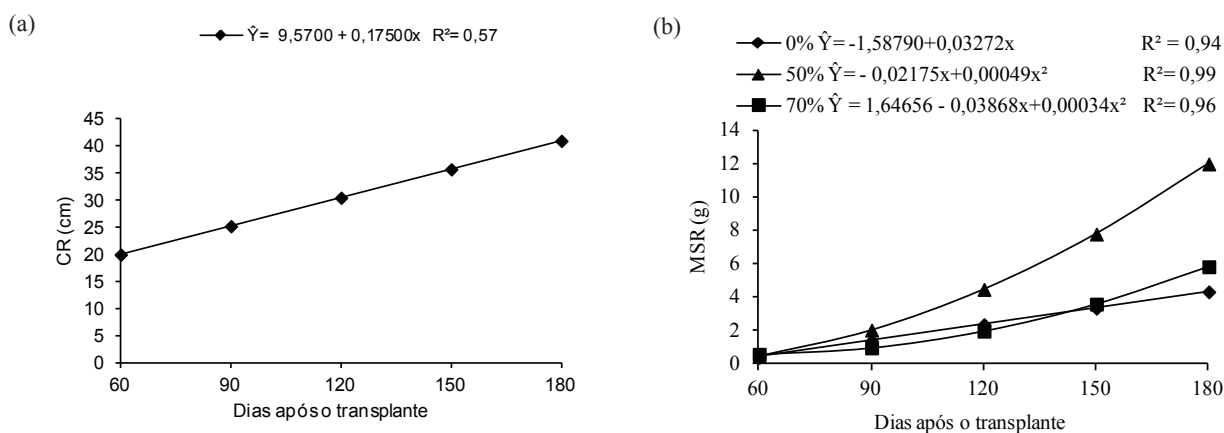 (a)
Ŷ= 9,5700 + 0,17500x R²= 0,57
CR (cm)
45
40
35
30
25
20
15
10
5
0
60 90 120 150 180
Dias após o transplante
(b)
0% Ŷ= -1,58790+0,03272x R² = 0,94
50% Ŷ= - 0,02175x+0,00049x² R²= 0,99
70% Ŷ = 1,64656 - 0,03868x+0,00034x² R²= 0,96
MSR (g)
14
12
10
8
6
4
2
0
60 90 120 150 180
Dias após o transplante